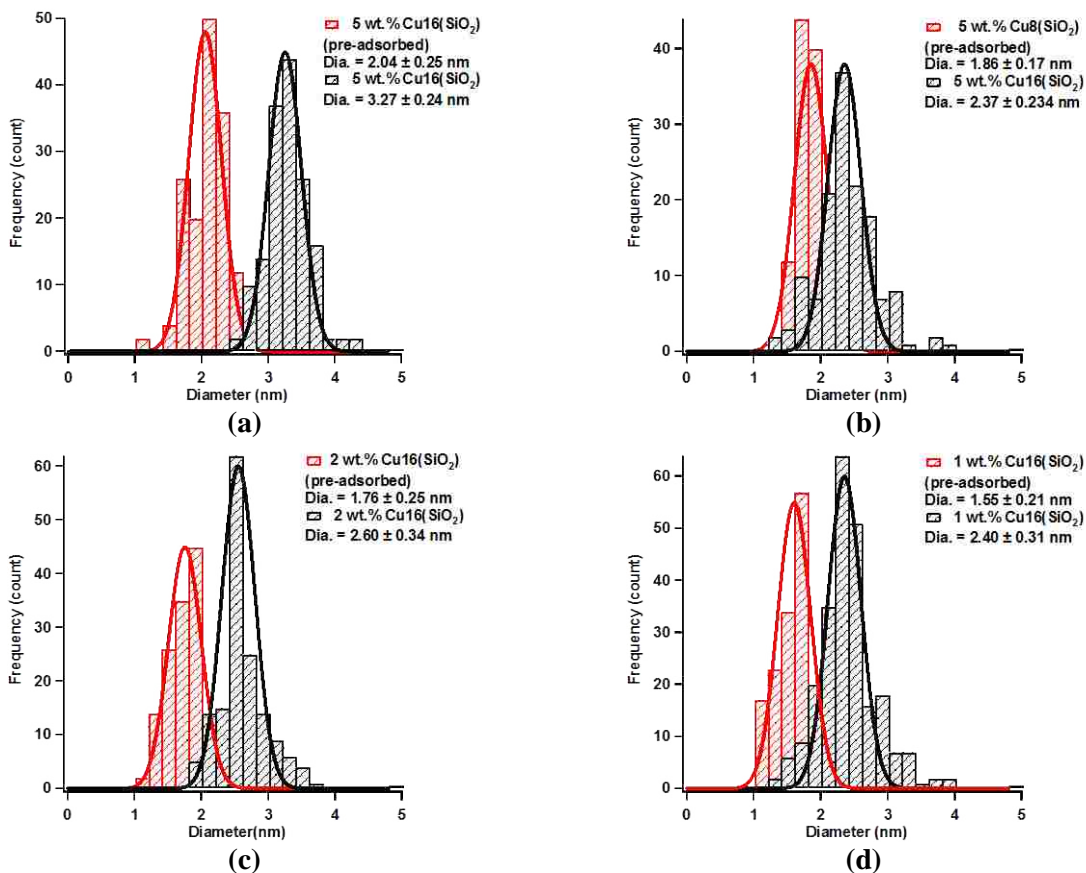 50
40
30
20
10
0
Frequency (count)
5 wt.% Cu16(SiO2)
(pre-adsorbed)
Dia. = 2.04 ± 0.25 nm
5 wt.% Cu16(SiO2)
Dia. = 3.27 ± 0.24 nm
0 1 2 3 4 5
Diameter (nm)
(a)
40
30
20
10
0
Frequency (count)
5 wt.% Cu8(SiO2)
(pre-adsorbed)
Dia. = 1.86 ± 0.17 nm
5 wt.% Cu16(SiO2)
Dia. = 2.37 ± 0.234 nm
0 1 2 3 4 5
Diameter (nm)
(b)
60
50
40
30
20
10
0
Frequency (count)
2 wt.% Cu16(SiO2)
(pre-adsorbed)
Dia. = 1.76 ± 0.25 nm
2 wt.% Cu16(SiO2)
Dia. = 2.60 ± 0.34 nm
0 1 2 3 4 5
Diameter(nm)
(c)
60
50
40
30
20
10
0
Frequency (count)
1 wt.% Cu16(SiO2)
(pre-adsorbed)
Dia. = 1.55 ± 0.21 nm
1 wt.% Cu16(SiO2)
Dia. = 2.40 ± 0.31 nm
0 1 2 3 4 5
Diameter (nm)
(d)